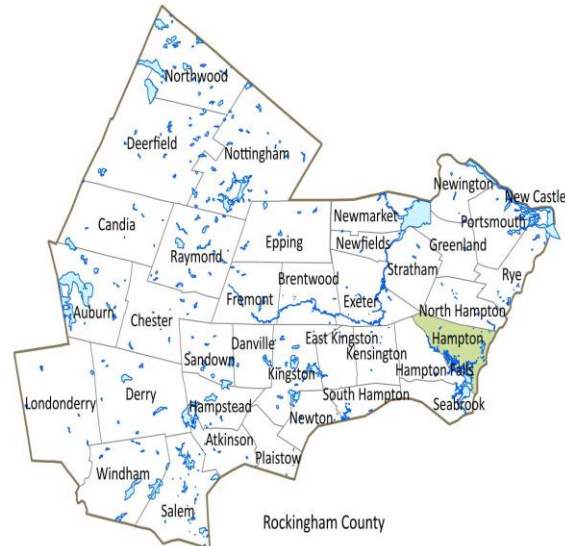 Northwood
Deerfield
Nottingham
Newington
New Castle
Newmarket
Portsmouth
Candia
Epping
Newfields
Greenland
Raymond
Stratham
Rye
Brentwood
Fremont
Exeter
Auburn
Chester
North Hampton
Danville
East Kingston
Hampton
Sandown
Kensington
Kingston
Hampton Falls
Londonderry
Derry
Hampstead
South Hampton
Seabrook
Newton
Atkinson
Plaistow
Windham
Salem
Rockingham County